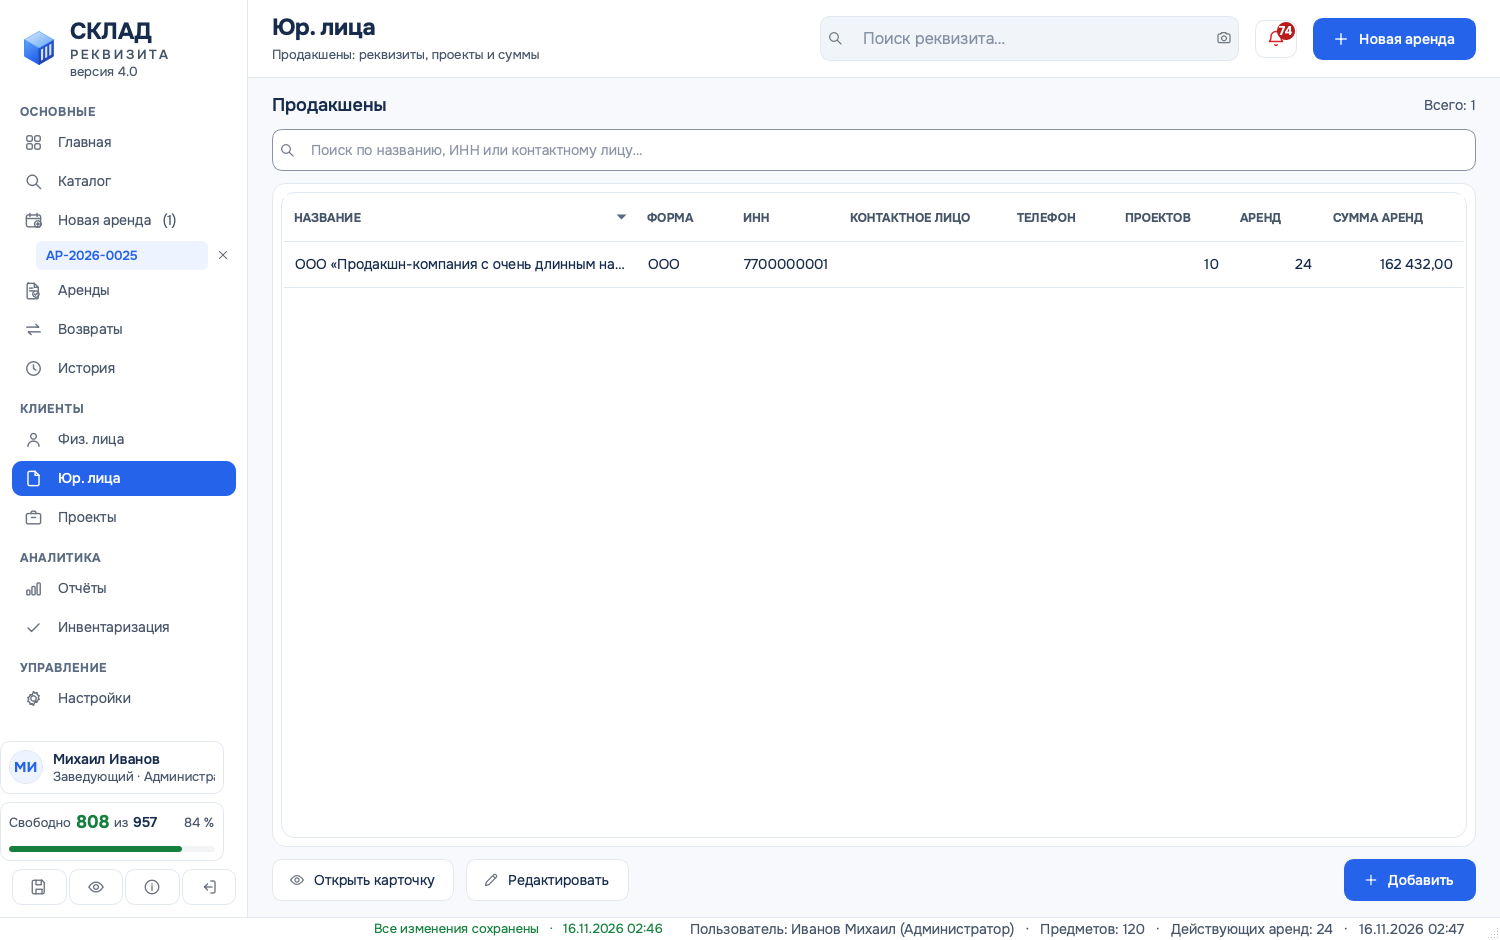 СКЛАД
РЕКВИЗИТА
версия 4.0
ОСНОВНЫЕ
Главная
Каталог
Новая аренда (1)
АР-2026-0025
Аренды
Возвраты
История
КЛИЕНТЫ
Физ. лица
Юр. лица
Проекты
АНАЛИТИКА
Отчёты
Инвентаризация
УПРАВЛЕНИЕ
Настройки
МИ
Михаил Иванов
Заведующий · Администра
Свободно 808 из 957 84 %
Юр. лица
Продакшены: реквизиты, проекты и суммы
Поиск реквизита...
74
Новая аренда
Продакшены
Всего: 1
Поиск по названию, ИНН или контактному лицу...
НАЗВАНИЕ ФОРМА ИНН КОНТАКТНОЕ ЛИЦО ТЕЛЕФОН ПРОЕКТОВ АРЕНД СУММА АРЕНД
ООО «Продакшн-компания с очень длинным на... ООО 7700000001 10 24 162 432,00
Открыть карточку
Редактировать
Добавить
Все изменения сохранены · 16.11.2026 02:46 Пользователь: Иванов Михаил (Администратор) · Предметов: 120 · Действующих аренд: 24 · 16.11.2026 02:47